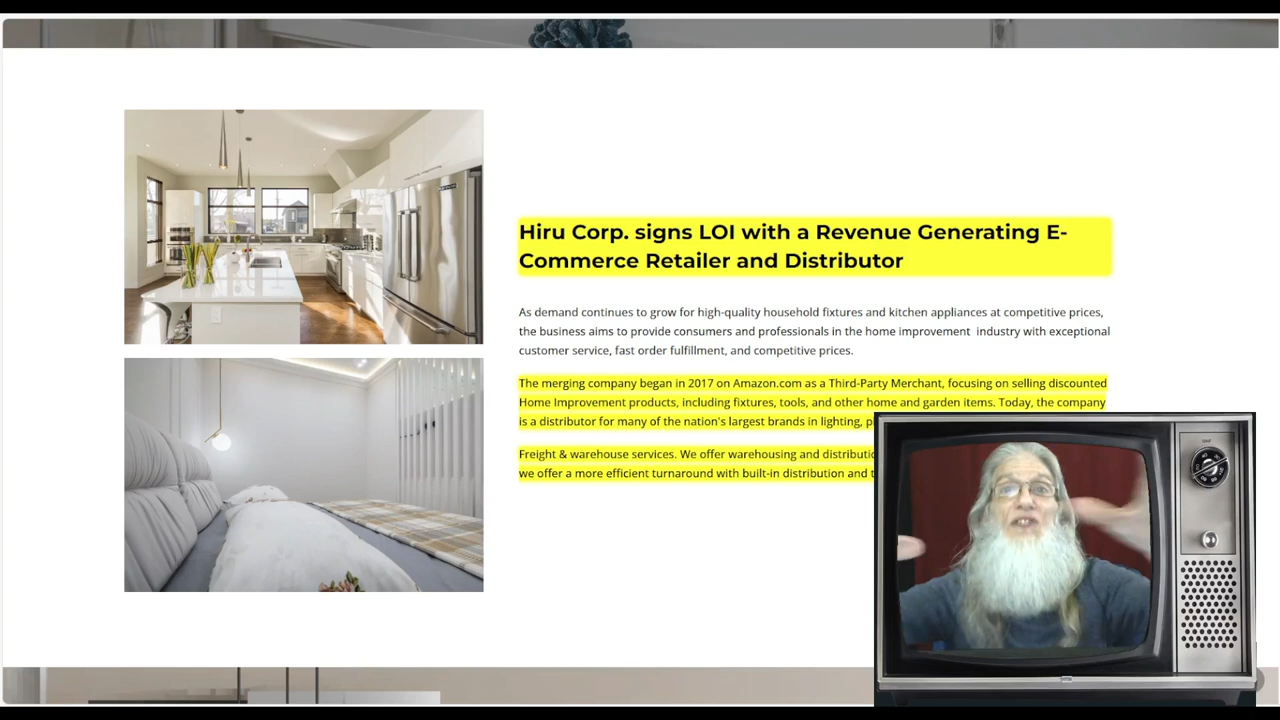 Hiru Corp. signs LOI with a Revenue Generating E-
Commerce Retailer and Distributor
As demand continues to grow for high-quality household fixtures and kitchen appliances at competitive prices,
the business aims to provide consumers and professionals in the home improvement industry with exceptional
customer service, fast order fulfillment, and competitive prices.
The merging company began in 2017 on Amazon.com as a Third-Party Merchant, focusing on selling discounted
Home Improvement products, including fixtures, tools, and other home and garden items. Today, the company
is a distributor for many of the nation's largest brands in lighting,
Freight & warehouse services. We offer warehousing and
we offer a more efficient turnaround with built-in distribution and